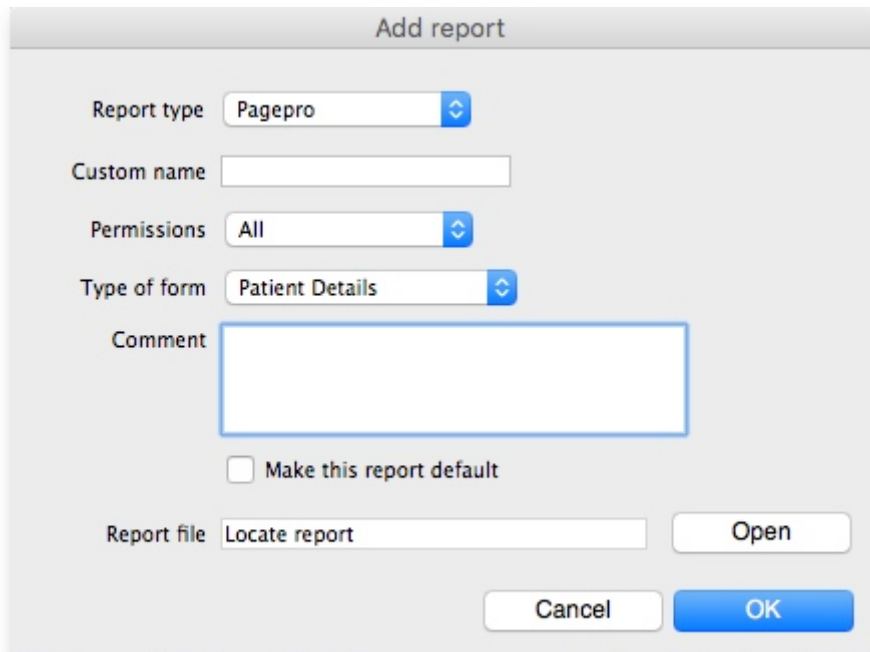 Add report
Report type Pagepro
Custom name
Permissions All
Type of form Patient Details
Comment
Make this report default
Report file Locate report Open
Cancel OK